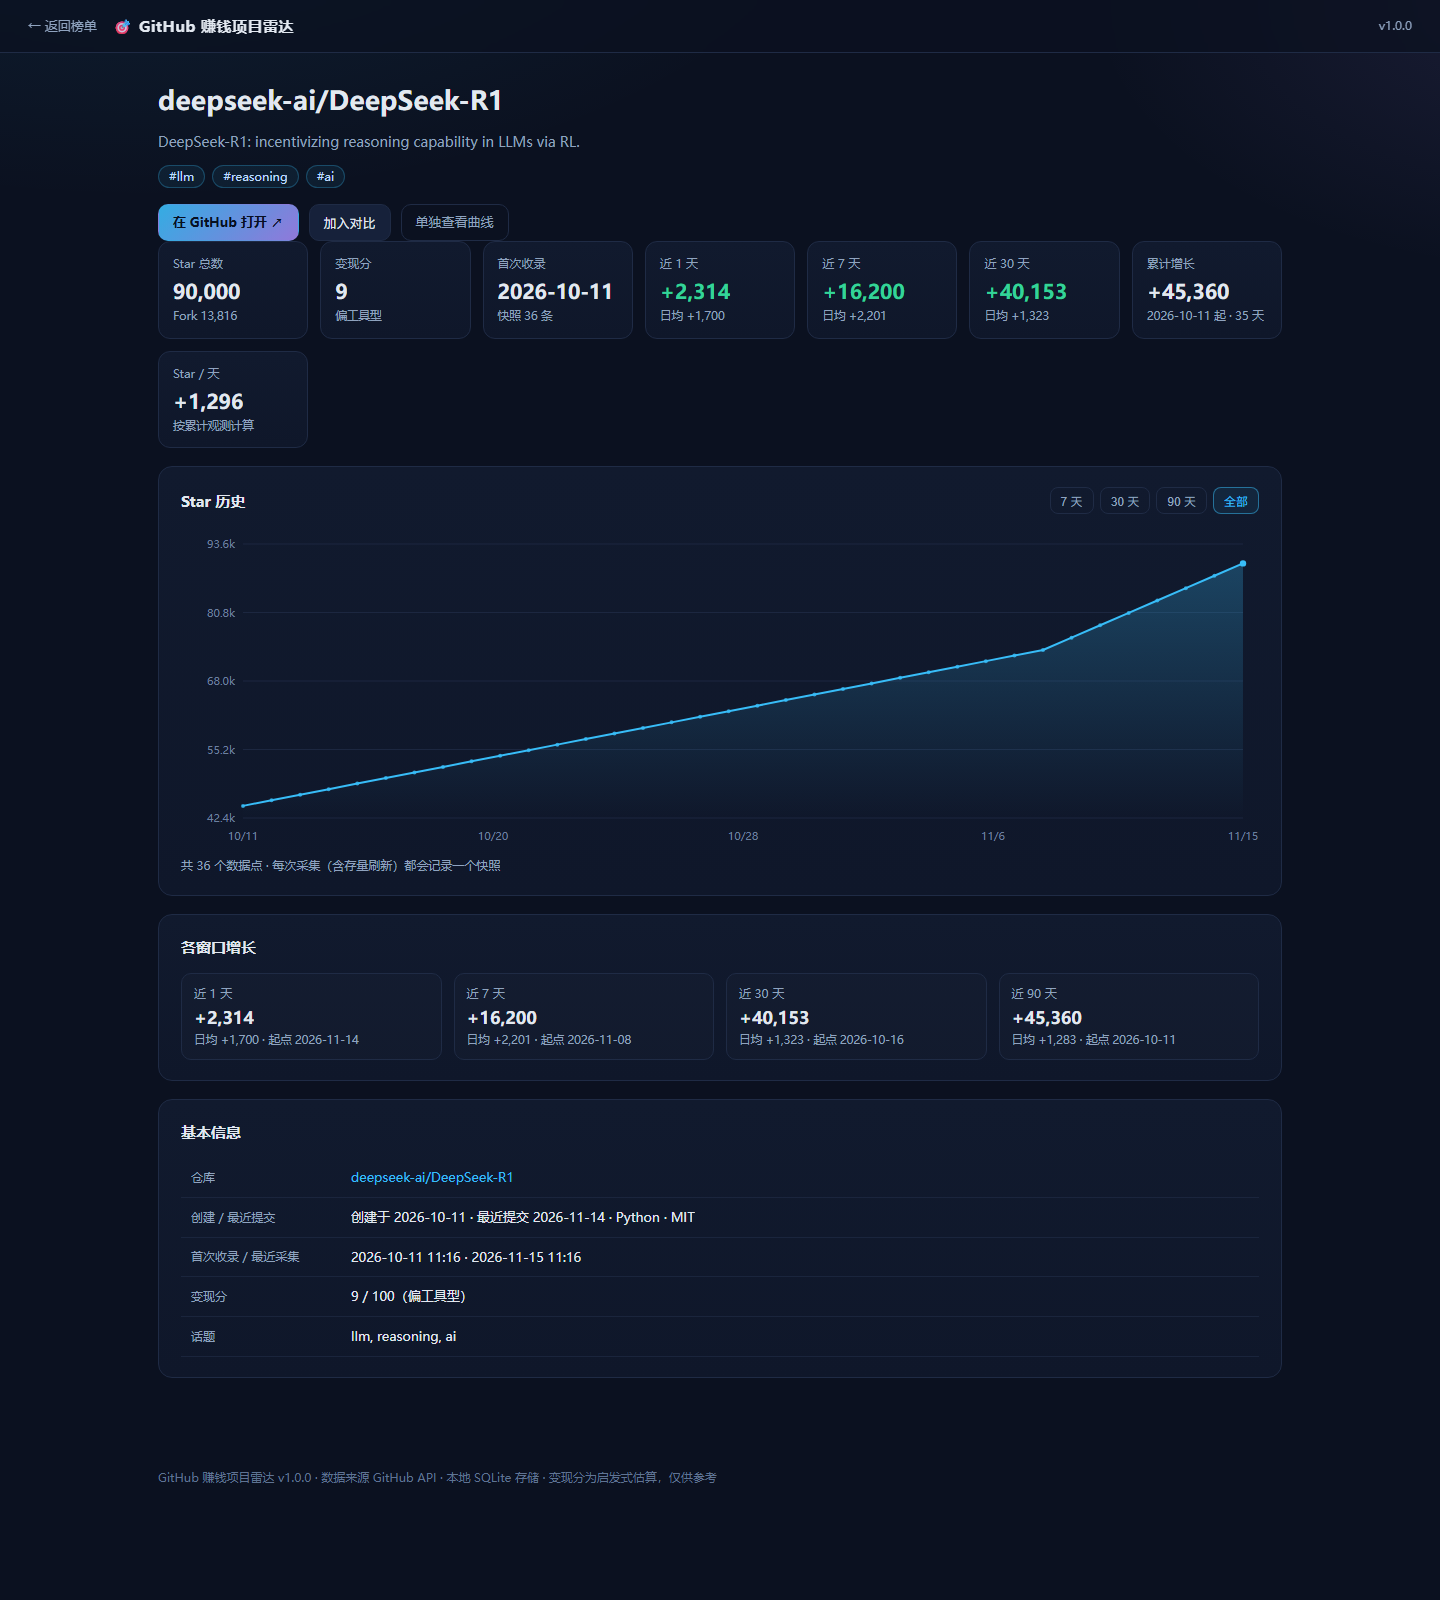 ← 返回榜单 🎯 GitHub 赚钱项目雷达 v1.0.0
deepseek-ai/DeepSeek-R1
DeepSeek-R1: incentivizing reasoning capability in LLMs via RL.
#llm #reasoning #ai
在 GitHub 打开 ↗ 加入对比 单独查看曲线
Star 总数
90,000
Fork 13,816
变现分
9
偏工具型
首次收录
2026-10-11
快照 36 条
近 1 天
+2,314
日均 +1,700
近 7 天
+16,200
日均 +2,201
近 30 天
+40,153
日均 +1,323
累计增长
+45,360
2026-10-11 起 · 35 天
Star / 天
+1,296
按累计观测计算
Star 历史
7 天 30 天 90 天 全部
93.6k
80.8k
68.0k
55.2k
42.4k
10/11 10/20 10/28 11/6 11/15
共 36 个数据点 · 每次采集（含存量刷新）都会记录一个快照
各窗口增长
近 1 天
+2,314
日均 +1,700 · 起点 2026-11-14
近 7 天
+16,200
日均 +2,201 · 起点 2026-11-08
近 30 天
+40,153
日均 +1,323 · 起点 2026-10-16
近 90 天
+45,360
日均 +1,283 · 起点 2026-10-11
基本信息
仓库 deepseek-ai/DeepSeek-R1
创建 / 最近提交 创建于 2026-10-11 · 最近提交 2026-11-14 · Python · MIT
首次收录 / 最近采集 2026-10-11 11:16 · 2026-11-15 11:16
变现分 9 / 100（偏工具型）
话题 llm, reasoning, ai
GitHub 赚钱项目雷达 v1.0.0 · 数据来源 GitHub API · 本地 SQLite 存储 · 变现分为启发式估算，仅供参考